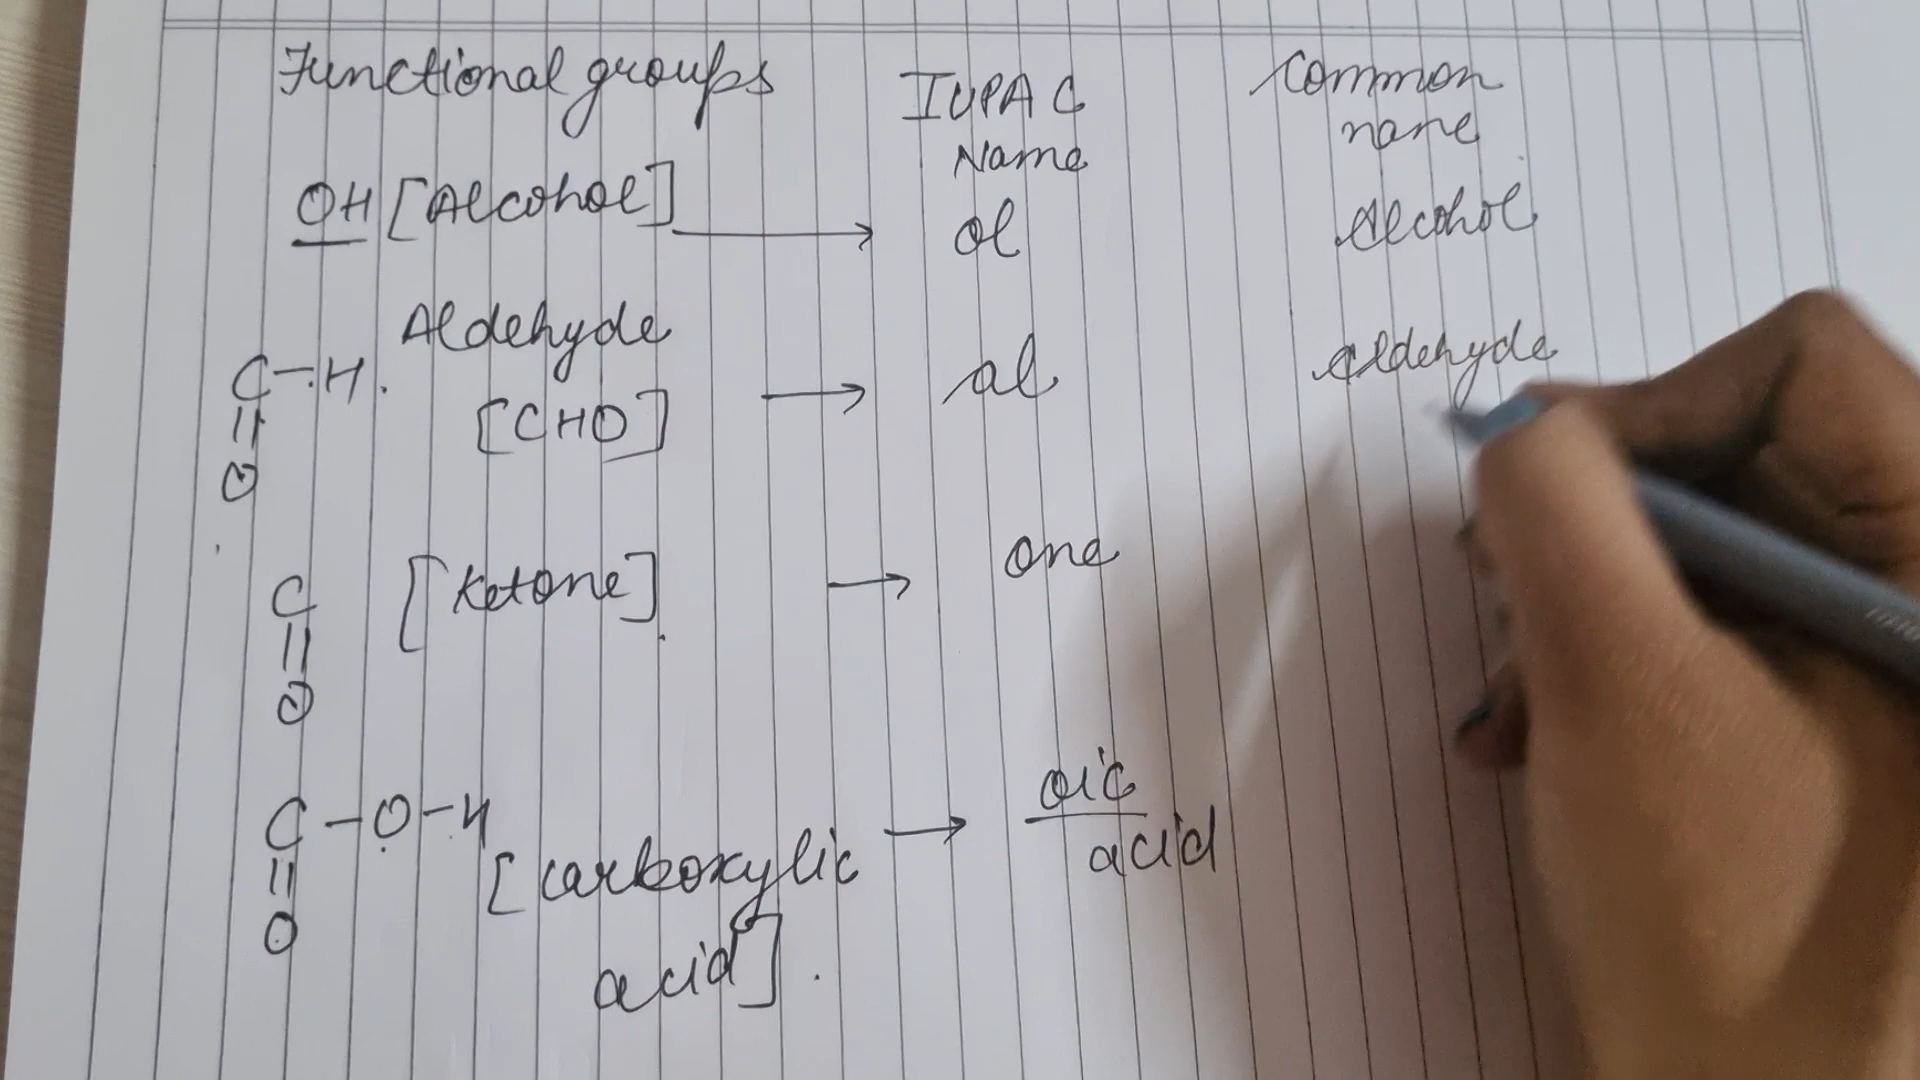 Functional groups
IUPAC
Name
Common
name
OH [Alcohol] → ol
Alcohol
Aldehyde
C-H.
||
O
[CHO] → al
aldehyde
C
||
O
[Ketone]. → one
C-O-H
||
O
[carboxylic
acid]. → oic
acid